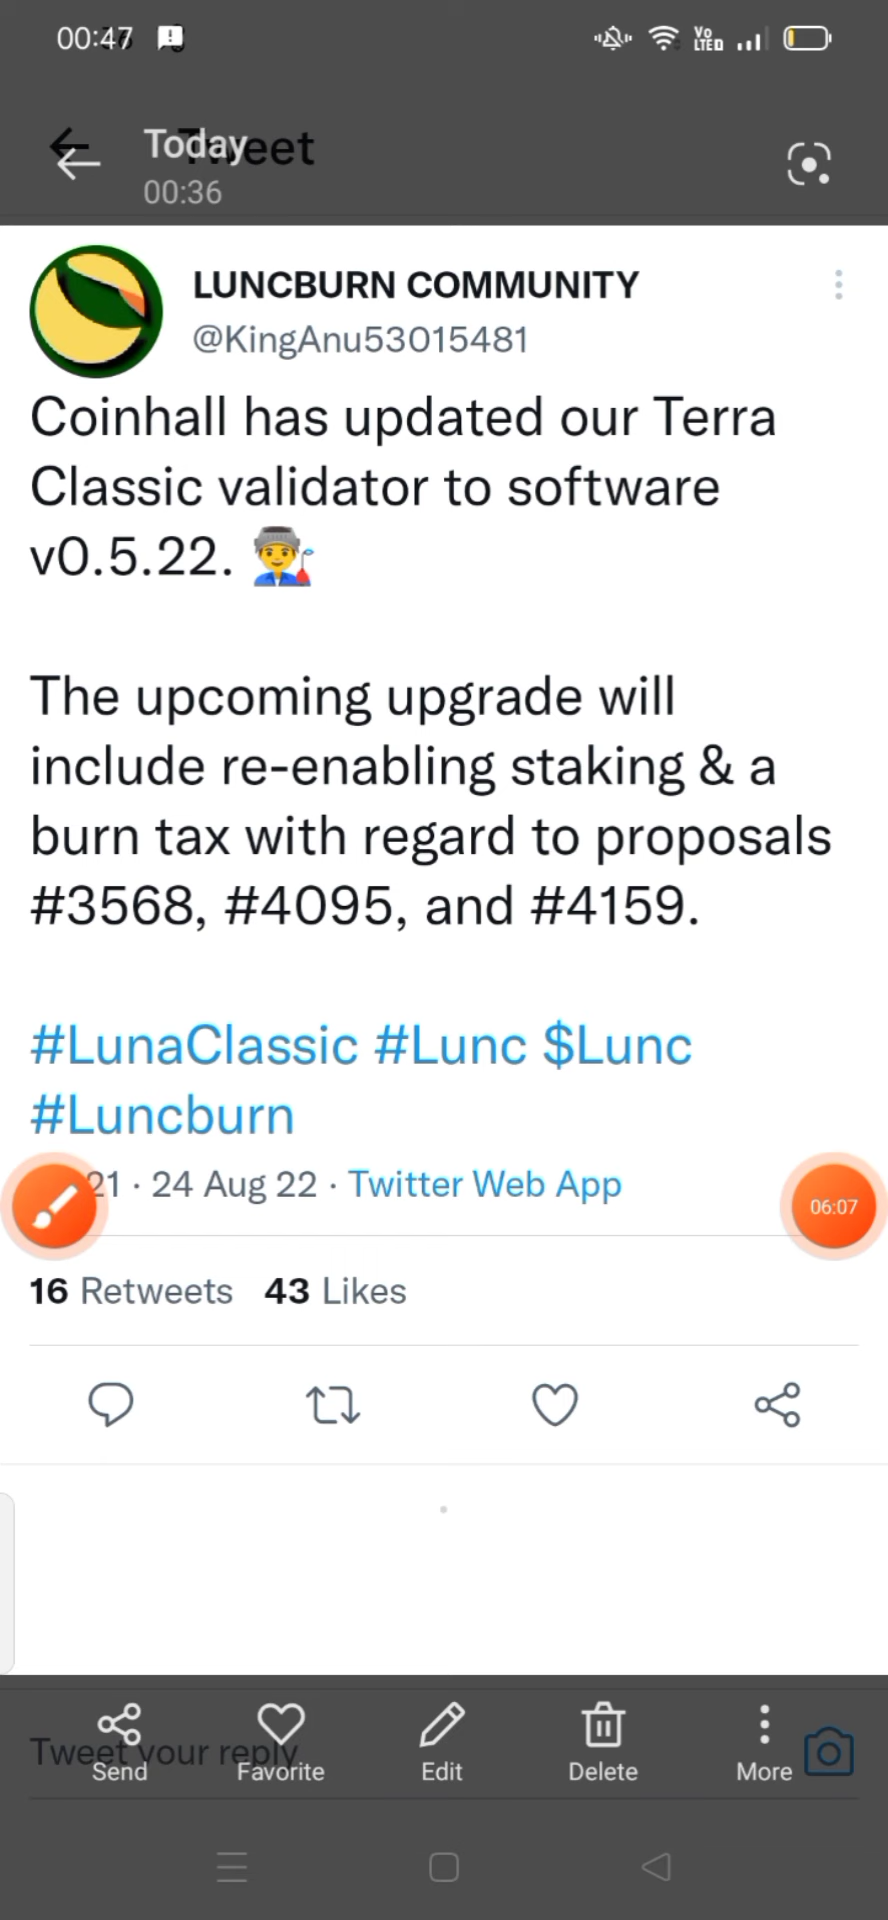 00:47
Vo
LTED
Today
Tweet
00:36
LUNCBURN COMMUNITY
@KingAnu53015481
Coinhall has updated our Terra
Classic validator to software
v0.5.22.
The upcoming upgrade will
include re-enabling staking & a
burn tax with regard to proposals
#3568, #4095, and #4159.
#LunaClassic #Lunc $Lunc
#Luncburn
21 · 24 Aug 22 · Twitter Web App
06:07
16 Retweets 43 Likes
Tweet your reply
Send Favorite Edit Delete More